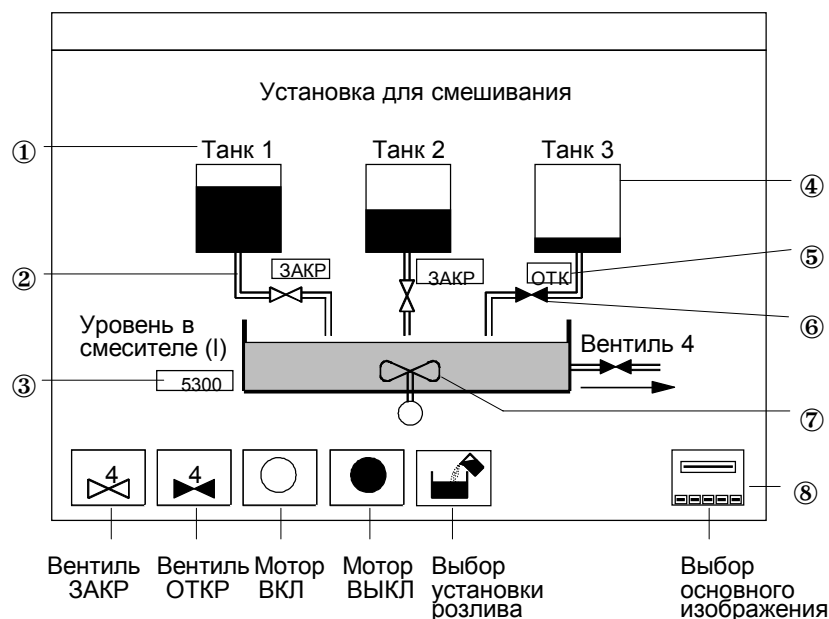 Установка для смешивания
① Танк 1 Танк 2 Танк 3
④
② ЗАКР ЗАКР ОТК ⑤
⑥
Уровень в
смесителе (l)
Вентиль 4
③ 5300
⑦
4 4
⑧
Вентиль
ЗАКР
Вентиль
ОТКР
Мотор
ВКЛ
Мотор
ВЫКЛ
Выбор
установки
розлива
Выбор
основного
изображения